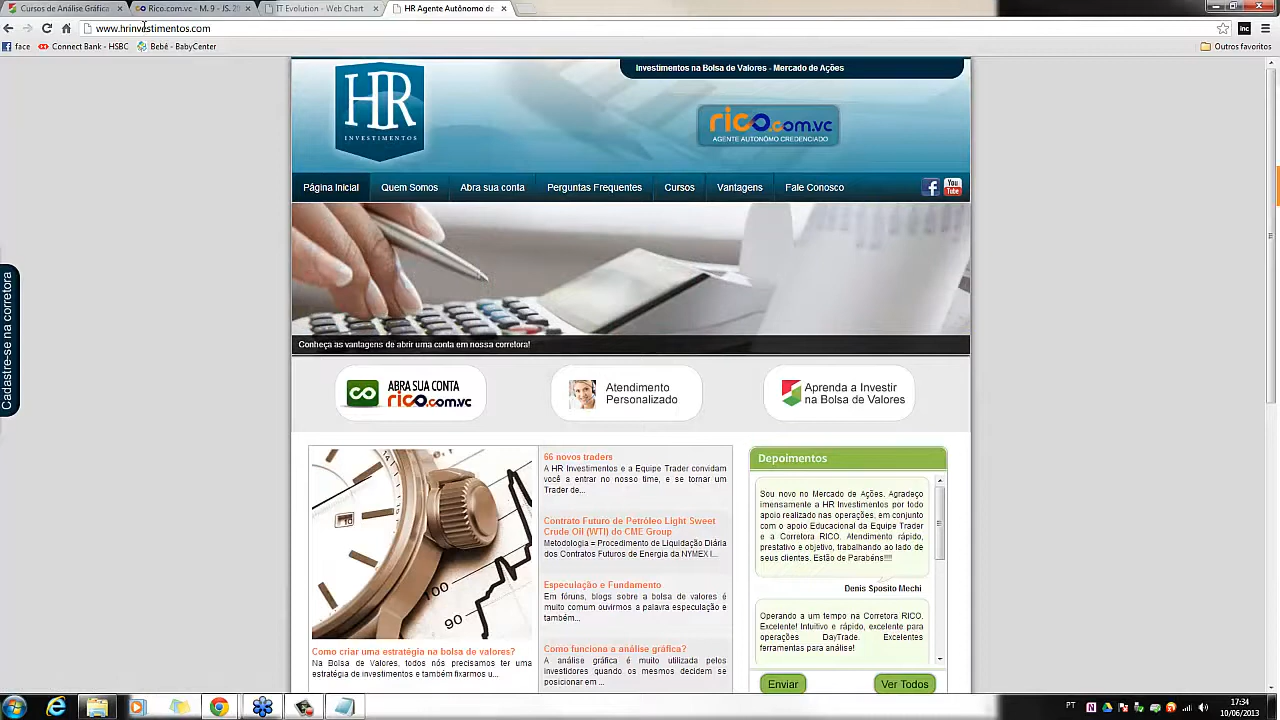 Cursos de Análise Gráfica
Rico.com.vc - M. 9 - JS. 29
IT Evolution - Web Chart
HR Agente Autônomo de
www.hrinvestimentos.com
face
Connect Bank - HSBC
Bebê - BabyCenter
Outros favoritos
HR
INVESTIMENTOS
Investimentos na Bolsa de Valores - Mercado de Ações
rico.com.vc
AGENTE AUTÔNOMO CREDENCIADO
Página Inicial
Quem Somos
Abra sua conta
Perguntas Frequentes
Cursos
Vantagens
Fale Conosco
You
Tube
Cadastre-se na corretora
Conheça as vantagens de abrir uma conta em nossa corretora!
ABRA SUA CONTA
rico.com.vc
Atendimento
Personalizado
Aprenda a Investir
na Bolsa de Valores
10
100
90
Como criar uma estratégia na bolsa de valores?
Na Bolsa de Valores, todos nós precisamos ter uma
estratégia de investimentos e também fixarmos u...
66 novos traders
A HR Investimentos e a Equipe Trader convidam
você a entrar no nosso time, e se tornar um
Trader de...
Contrato Futuro de Petróleo Light Sweet
Crude Oil (WTI) do CME Group
Metodologia = Procedimento de Liquidação Diária
dos Contratos Futuros de Energia da NYMEX I...
Especulação e Fundamento
Em fóruns, blogs sobre a bolsa de valores é
muito comum ouvirmos a palavra especulação e
também...
Como funciona a análise gráfica?
A análise gráfica é muito utilizada pelos
investidores quando os mesmos decidem se
posicionar em ...
Depoimentos
Sou novo no Mercado de Ações. Agradeço
imensamente a HR Investimentos por todo
apoio realizado nas operações, em conjunto
com o apoio Educacional da Equipe Trader
e a Corretora RICO. Atendimento rápido,
prestativo e objetivo, trabalhando ao lado de
seus clientes. Estão de Parabéns!!!!
Denis Sposito Mechi
Operando a um tempo na Corretora RICO.
Excelente! Intuitivo e rápido, excelente para
operações DayTrade. Excelentes
ferramentas para análise!
Enviar
Ver Todos
PT
17:34
10/06/2013